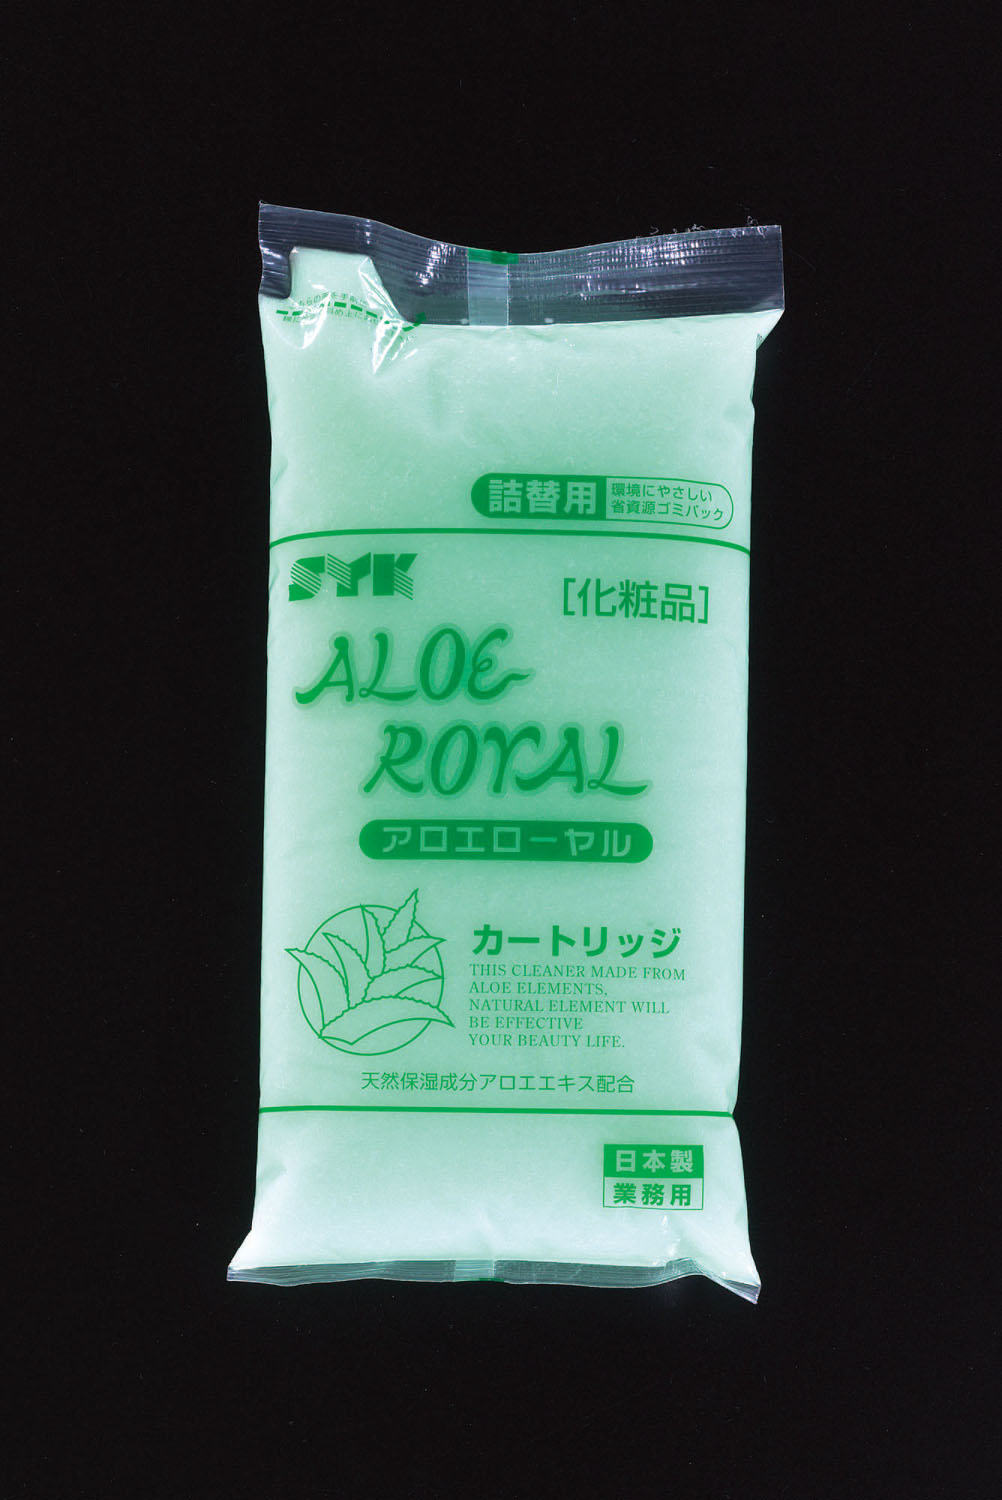 詰替用
環境にやさしい
省資源ゴミパック
SYK
[化粧品]
ALOE
ROYAL
アロエローヤル
カートリッジ
THIS CLEANER MADE FROM
ALOE ELEMENTS,
NATURAL ELEMENT WILL
BE EFFECTIVE
YOUR BEAUTY LIFE.
天然保湿成分アロエエキス配合
日本製
業務用